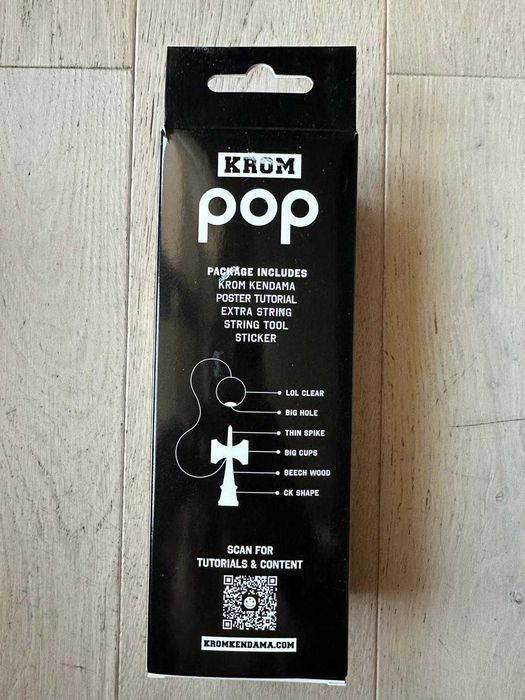 KROM
pop
PACKAGE INCLUDES
KROM KENDAMA
POSTER TUTORIAL
EXTRA STRING
STRING TOOL
STICKER
LOL CLEAR
BIG HOLE
THIN SPIKE
BIG CUPS
BEECH WOOD
CK SHAPE
SCAN FOR
TUTORIALS & CONTENT
KROMKENDAMA.COM